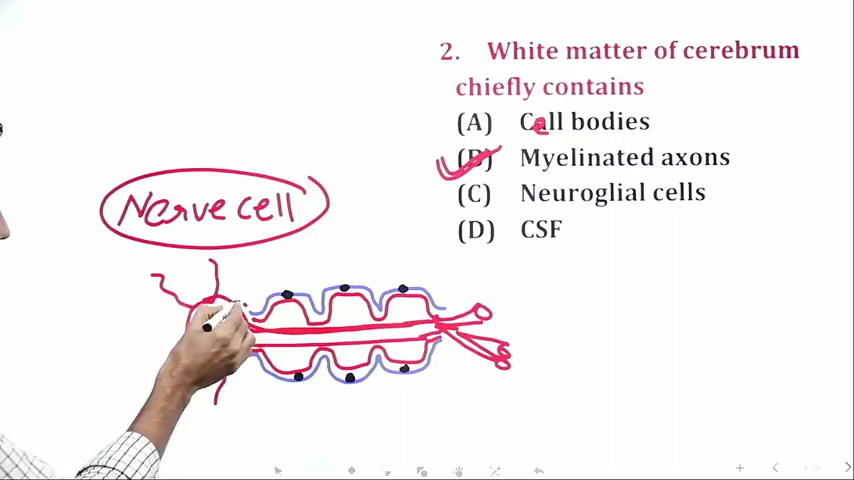 2. White matter of cerebrum
chiefly contains
(A) Cell bodies
(B) Myelinated axons
(C) Neuroglial cells
(D) CSF
Nerve cell